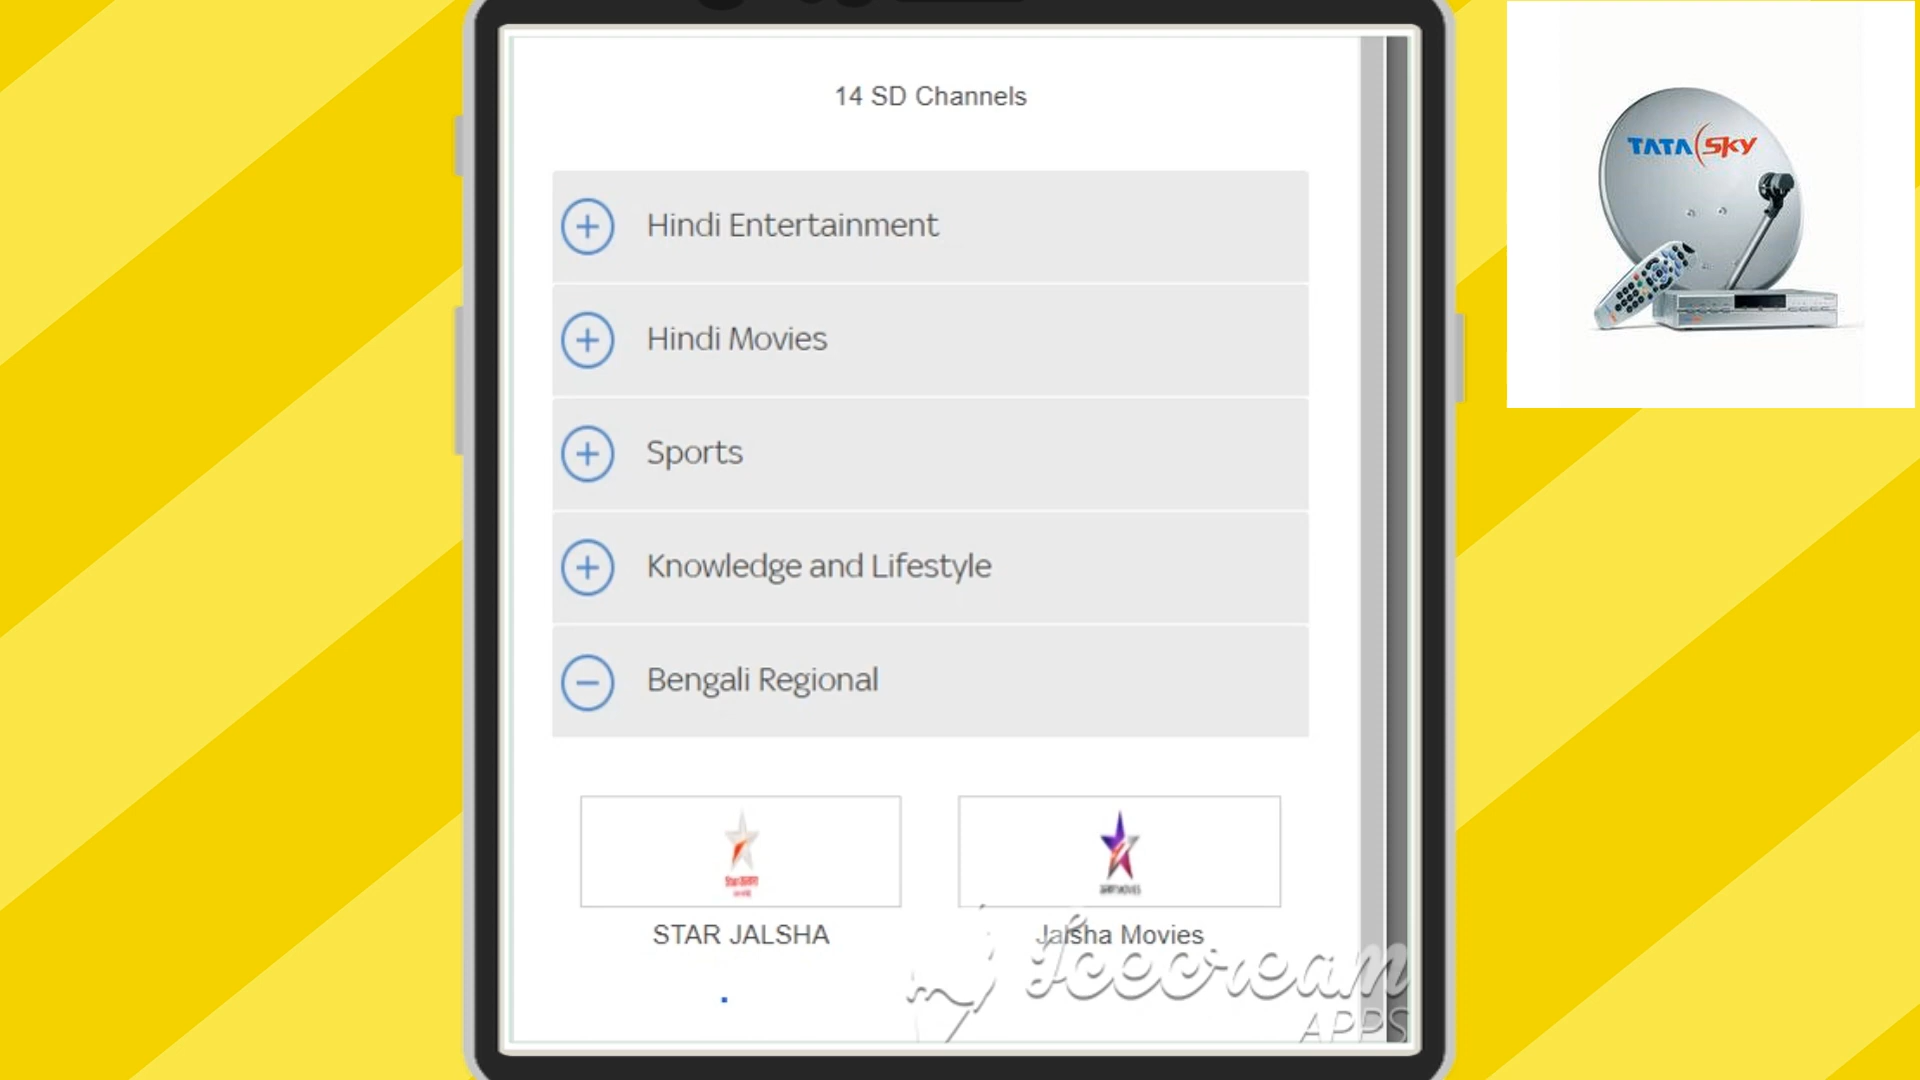 14 SD Channels
TATA Sky
Hindi Entertainment
Hindi Movies
Sports
Knowledge and Lifestyle
Bengali Regional
STAR JALSHA
Jalsha Movies
Icecream
APPS